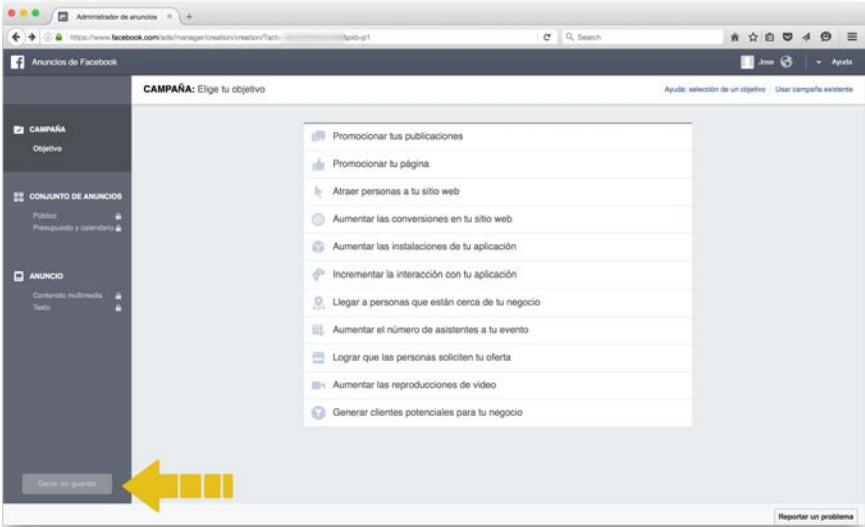 Administrador de anuncios
https://www.facebook.com/ads/manager/creation/creation/?act= &pid=p1
Search
Anuncios de Facebook
Jose
Ayuda
CAMPAÑA: Elige tu objetivo
Ayuda: selección de un objetivo
Usar campaña existente
CAMPAÑA
Objetivo
CONJUNTO DE ANUNCIOS
Público
Presupuesto y calendario
ANUNCIO
Contenido multimedia
Texto
Promocionar tus publicaciones
Promocionar tu página
Atraer personas a tu sitio web
Aumentar las conversiones en tu sitio web
Aumentar las instalaciones de tu aplicación
Incrementar la interacción con tu aplicación
Llegar a personas que están cerca de tu negocio
Aumentar el número de asistentes a tu evento
Lograr que las personas soliciten tu oferta
Aumentar las reproducciones de video
Generar clientes potenciales para tu negocio
Cerrar sin guardar
Reportar un problema